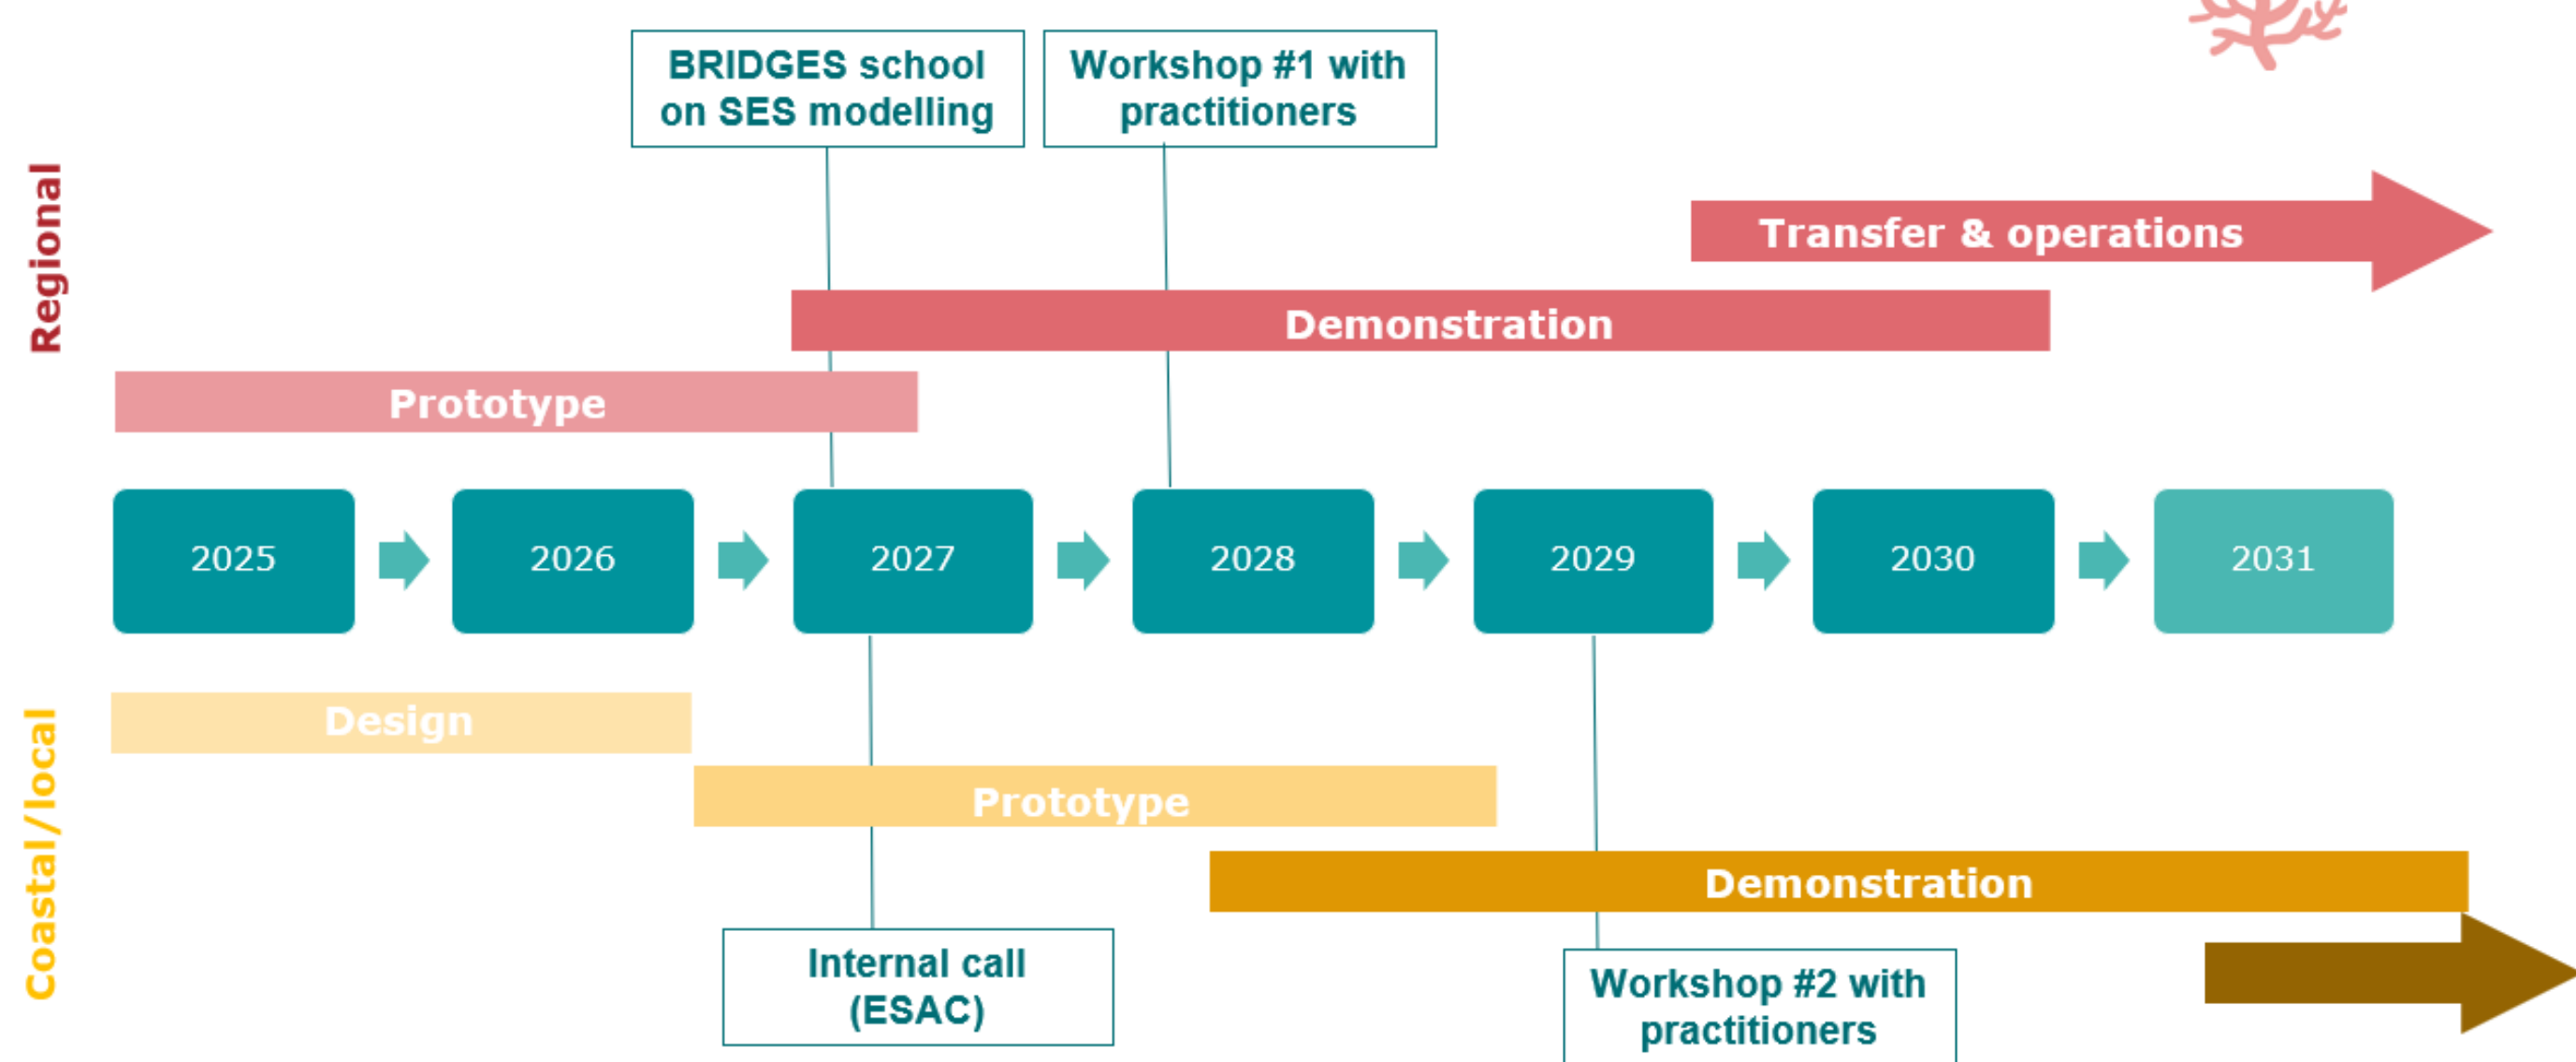 BRIDGES school
on SES modelling
Workshop #1 with
practitioners
Regional
Transfer & operations
Demonstration
Prototype
2025
2026
2027
2028
2029
2030
2031
Coastal/local
Design
Prototype
Demonstration
Internal call
(ESAC)
Workshop #2 with
practitioners